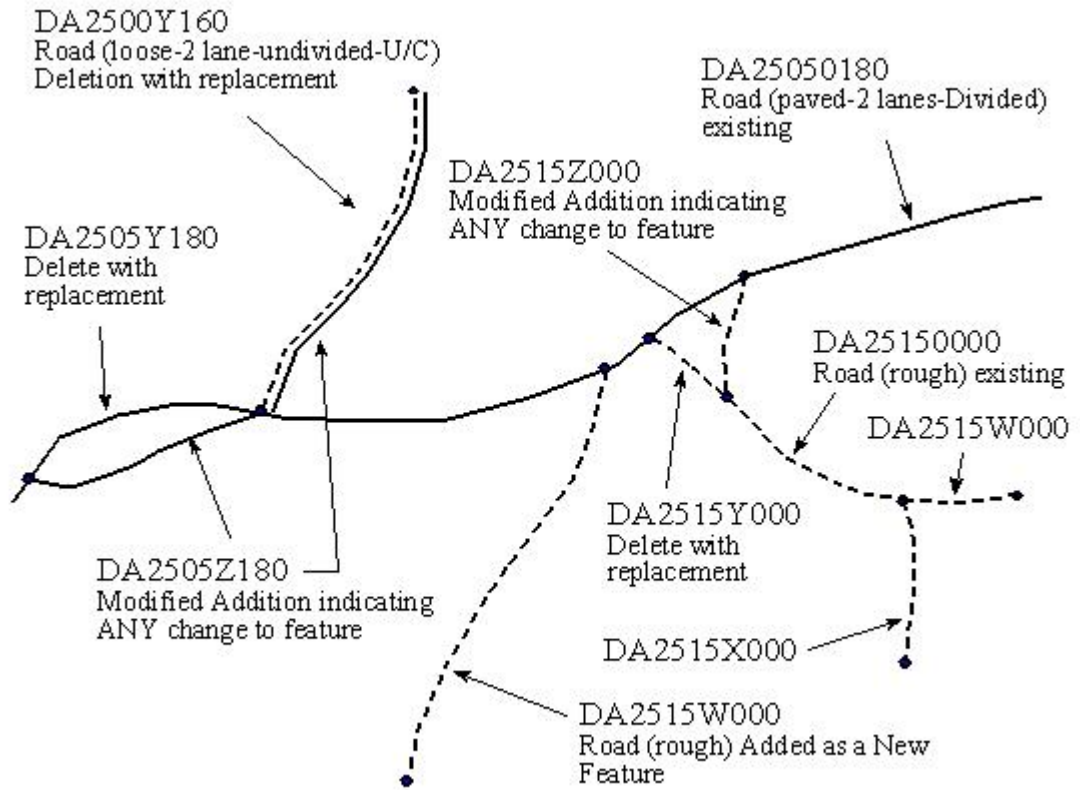 DA2500Y160
Road (loose-2 lane-undivided-U/C)
Deletion with replacement
DA25050180
Road (paved-2 lanes-Divided)
existing
DA2515Z000
Modified Addition indicating
ANY change to feature
DA2505Y180
Delete with
replacement
DA25150000
Road (rough) existing
DA2515W000
DA2515Y000
Delete with
replacement
DA2505Z180
Modified Addition indicating
ANY change to feature
DA2515X000
DA2515W000
Road (rough) Added as a New
Feature